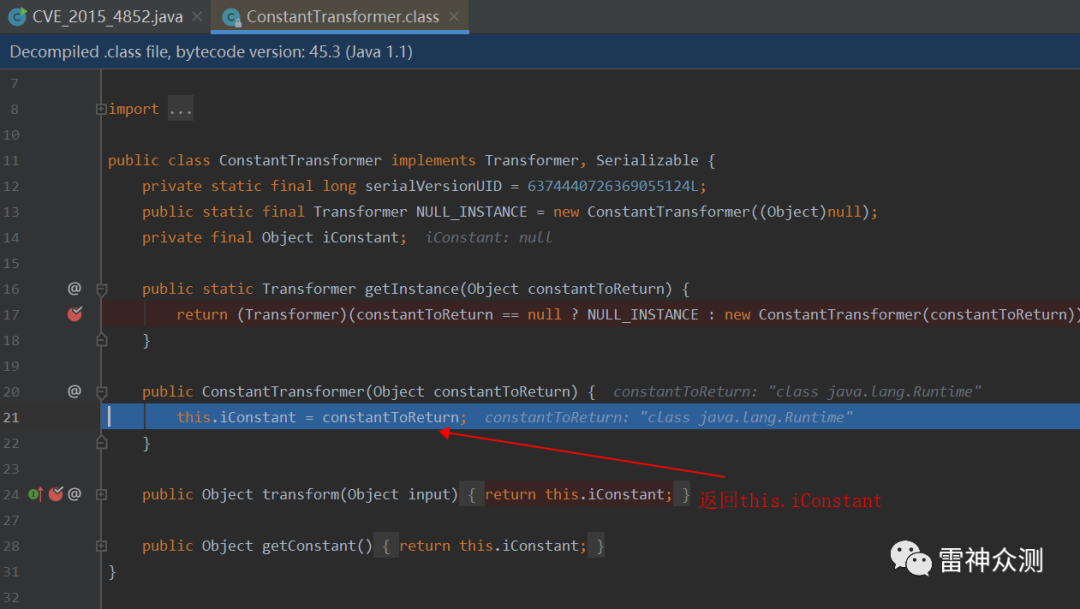 CVE_2015_4852.java × ConstantTransformer.class ×
Decompiled .class file, bytecode version: 45.3 (Java 1.1)
7
8 import ...
10
11 public class ConstantTransformer implements Transformer, Serializable {
12 private static final long serialVersionUID = 6374440726369055124L;
13 public static final Transformer NULL_INSTANCE = new ConstantTransformer((Object)null);
14 private final Object iConstant; iConstant: null
15
16 @ public static Transformer getInstance(Object constantToReturn) {
17 return (Transformer)(constantToReturn == null ? NULL_INSTANCE : new ConstantTransformer(constantToReturn))
18 }
19
20 @ public ConstantTransformer(Object constantToReturn) { constantToReturn: "class java.lang.Runtime"
21 this.iConstant = constantToReturn; constantToReturn: "class java.lang.Runtime"
22 }
23
24 @ public Object transform(Object input) { return this.iConstant; } 返回this.iConstant
27
28 public Object getConstant() { return this.iConstant; }
31 }
32
雷神众测